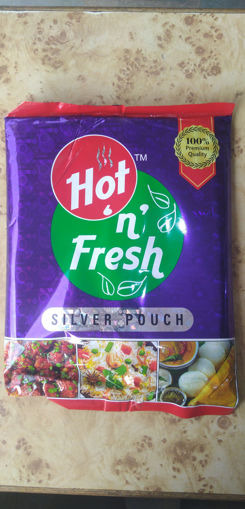 100%
Premium
Quality
Hot TM
'n'
Fresh
SILVER POUCH